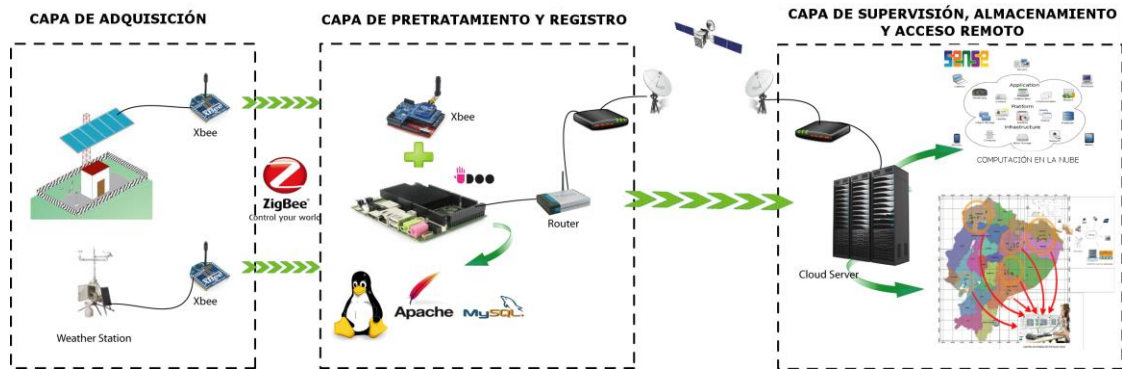 CAPA DE ADQUISICIÓN
Xbee
Xbee
Weather Station
ZigBee®
Control your world
CAPA DE PRETRATAMIENTO Y REGISTRO
Xbee
Router
Apache
MySQL
CAPA DE SUPERVISIÓN, ALMACENAMIENTO
Y ACCESO REMOTO
sense
Application
Platform
Infrastructure
COMPUTACIÓN EN LA NUBE
Cloud Server